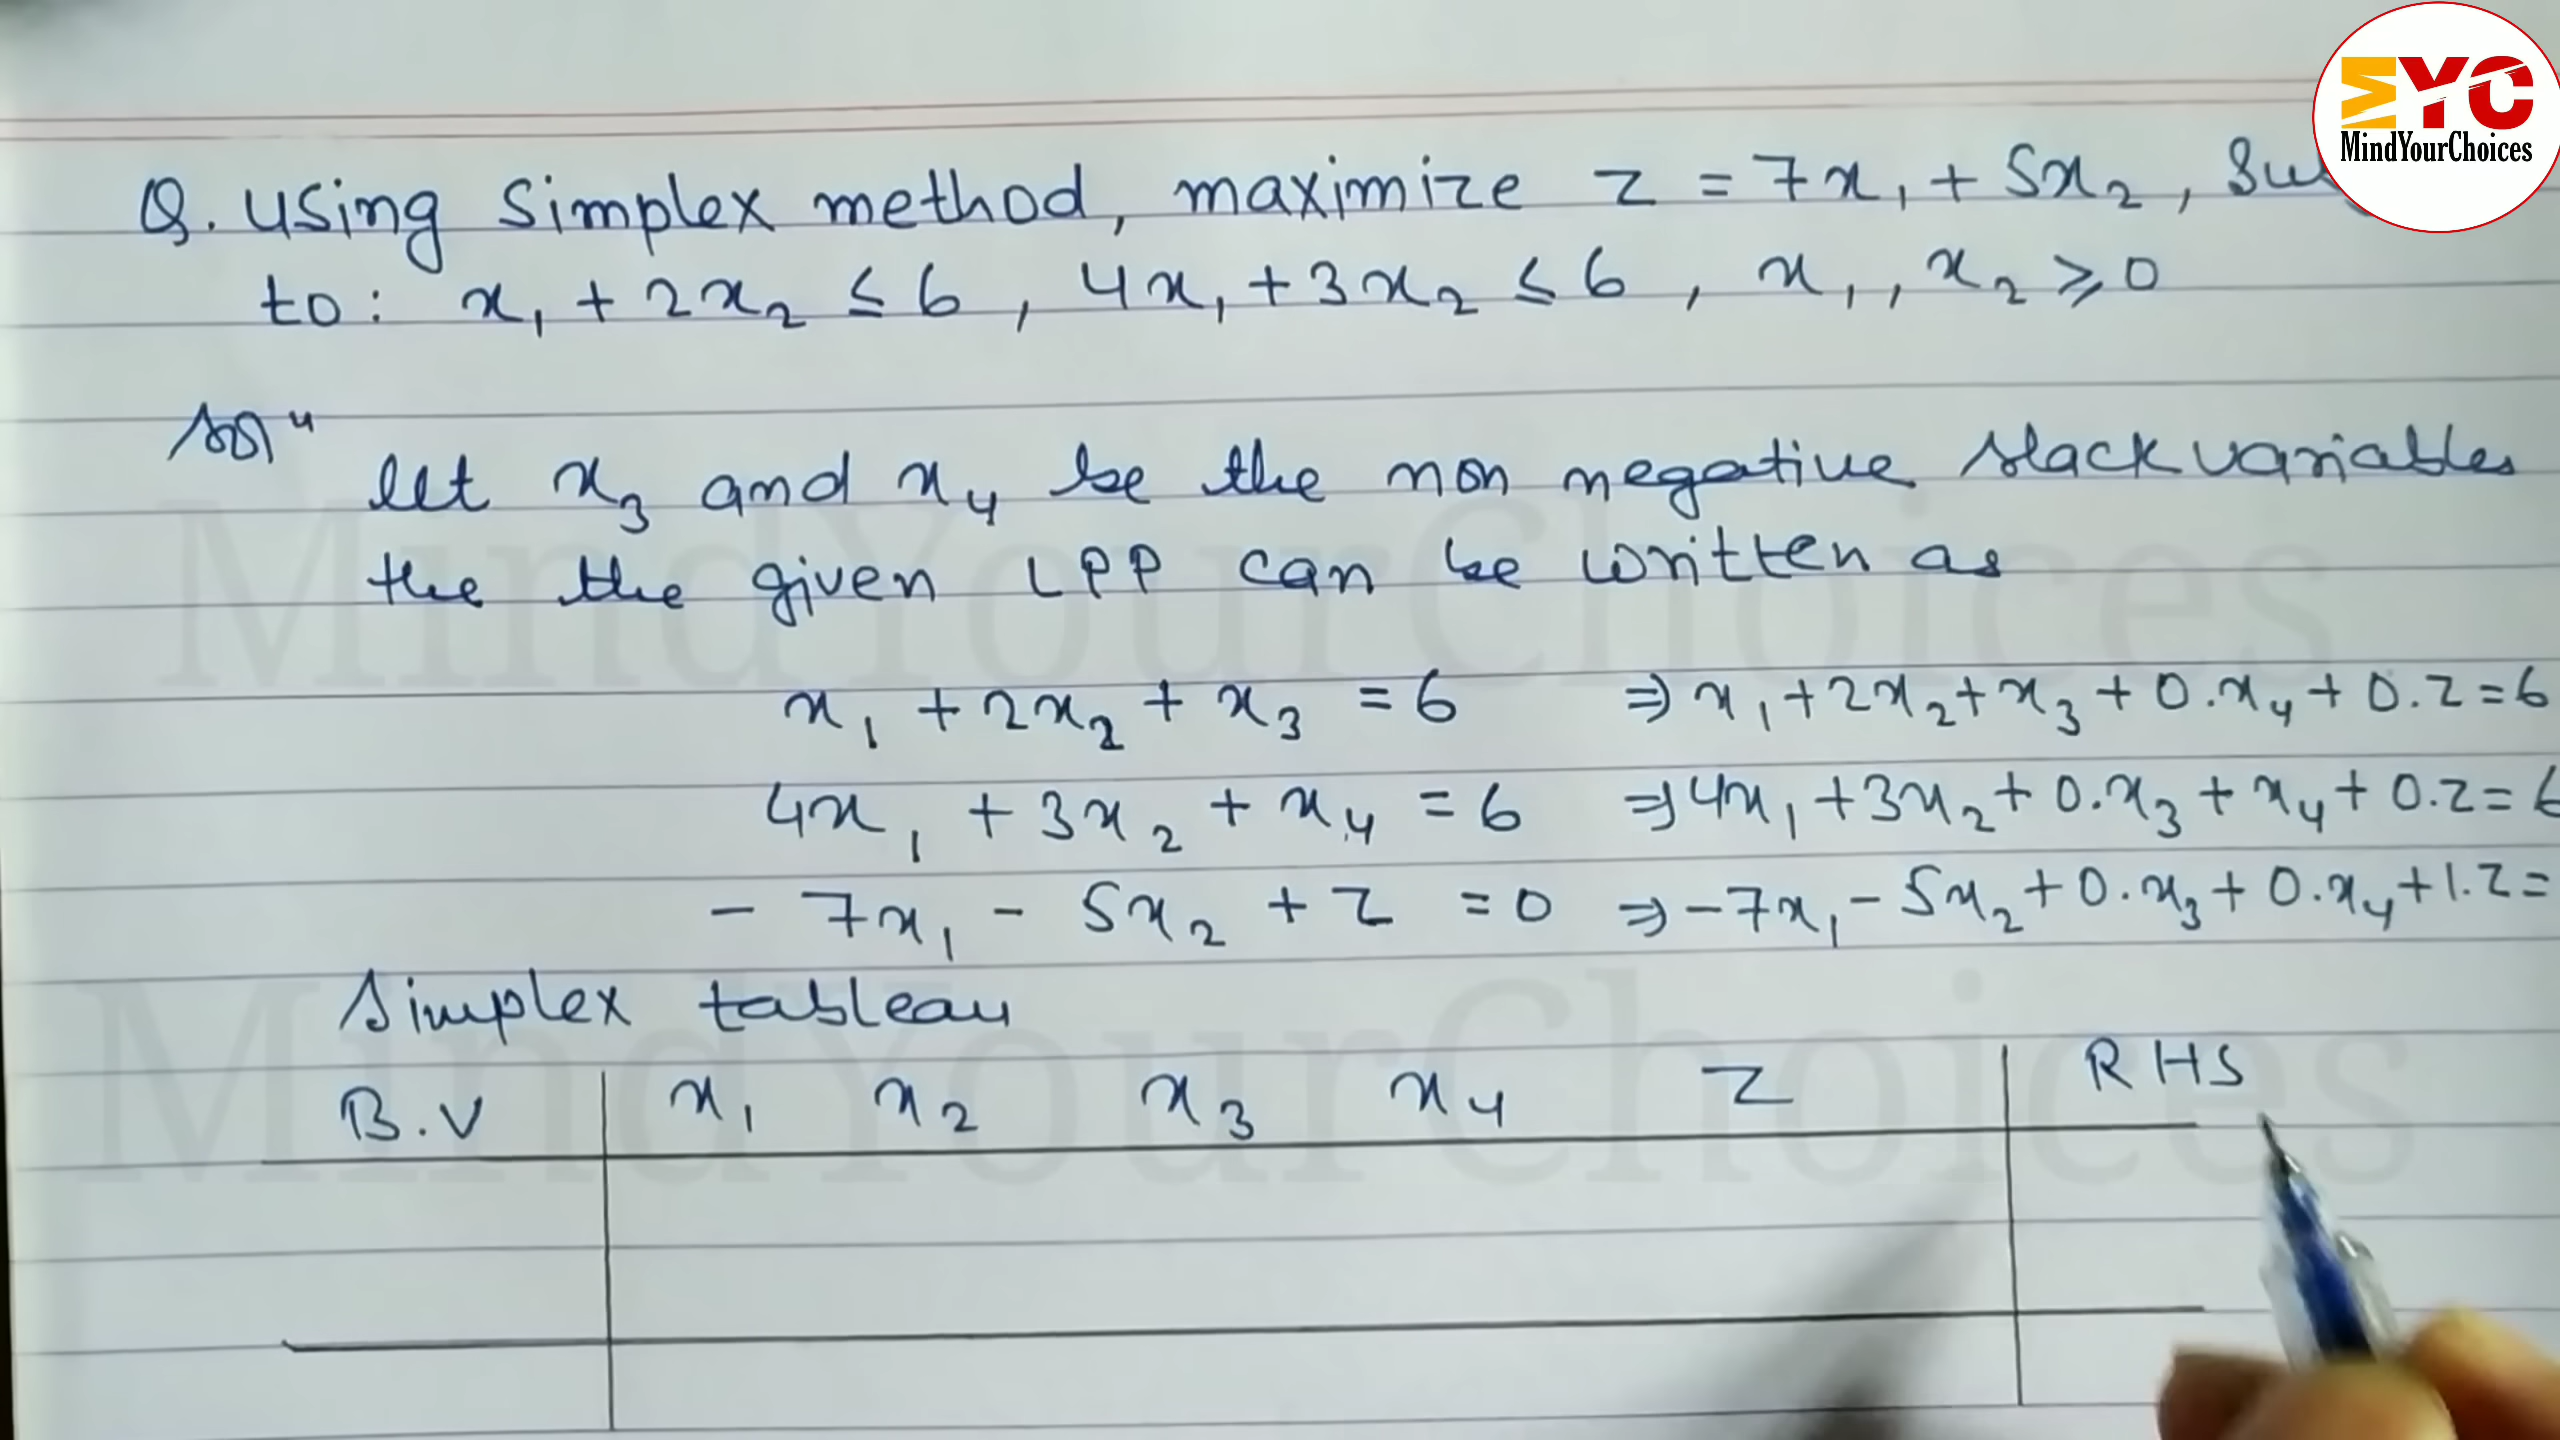 MYC
MindYourChoices
Q. using simplex method, maximize z = 7x₁ + 5x₂,
to: x₁ + 2x₂ ≤ 6, 4x₁ + 3x₂ ≤ 6, x₁, x₂ ≥ 0
Solⁿ
let x₃ and x₄ be the non negative slack variables
the the given LPP can be written as
x₁ + 2x₂ + x₃ = 6 ⇒ x₁ + 2x₂ + x₃ + 0.x₄ + 0.z = 6
4x₁ + 3x₂ + x₄ = 6 ⇒ 4x₁ + 3x₂ + 0.x₃ + x₄ + 0.z = 6
- 7x₁ - 5x₂ + z = 0 ⇒ -7x₁ - 5x₂ + 0.x₃ + 0.x₄ + 1.z =
Simplex tableau
B.V x₁ x₂ x₃ x₄ z RHS
MindYourChoices
MindYourChoices